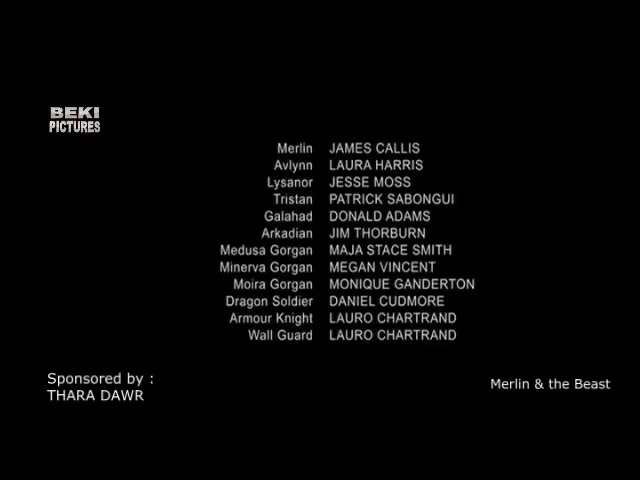 BEKI
PICTURES
Merlin JAMES CALLIS
Avlynn LAURA HARRIS
Lysanor JESSE MOSS
Tristan PATRICK SABONGUI
Galahad DONALD ADAMS
Arkadian JIM THORBURN
Medusa Gorgan MAJA STACE SMITH
Minerva Gorgan MEGAN VINCENT
Moira Gorgan MONIQUE GANDERTON
Dragon Soldier DANIEL CUDMORE
Armour Knight LAURO CHARTRAND
Wall Guard LAURO CHARTRAND
Sponsored by :
THARA DAWR
Merlin & the Beast